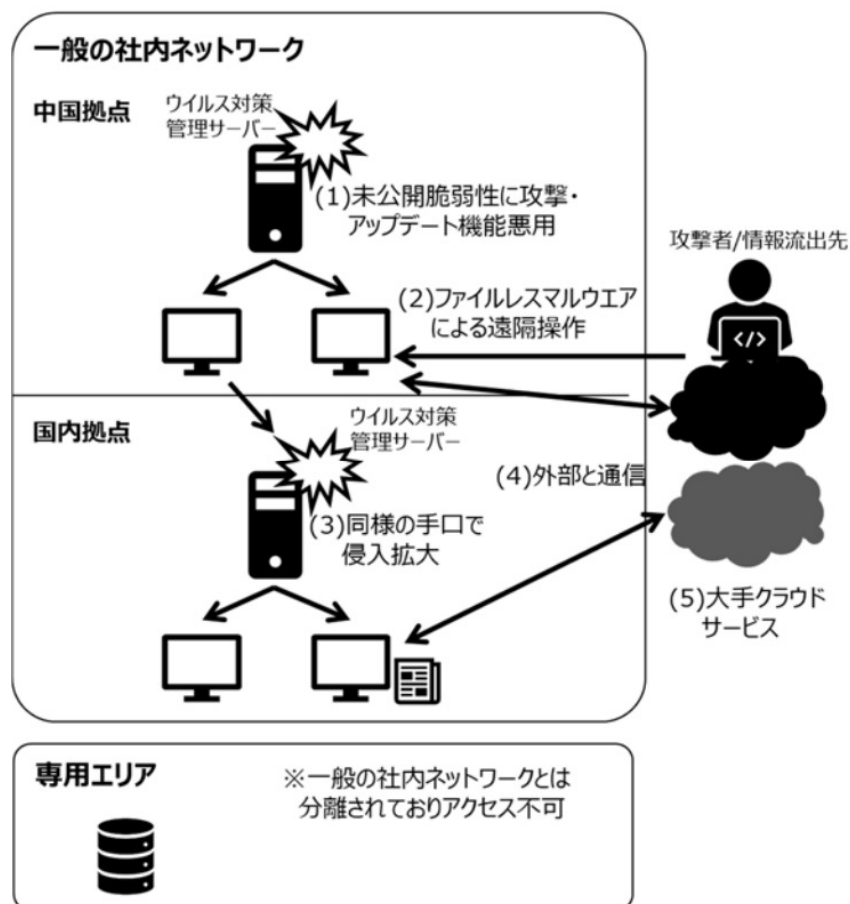 一般の社内ネットワーク
中国拠点
ウイルス対策
管理サーバー
(1)未公開脆弱性に攻撃・
アップデート機能悪用
攻撃者/情報流出先
</>
(2)ファイルレスマルウエア
による遠隔操作
国内拠点
ウイルス対策
管理サーバー
(4)外部と通信
(3)同様の手口で
侵入拡大
(5)大手クラウド
サービス
専用エリア
※一般の社内ネットワークとは
分離されておりアクセス不可